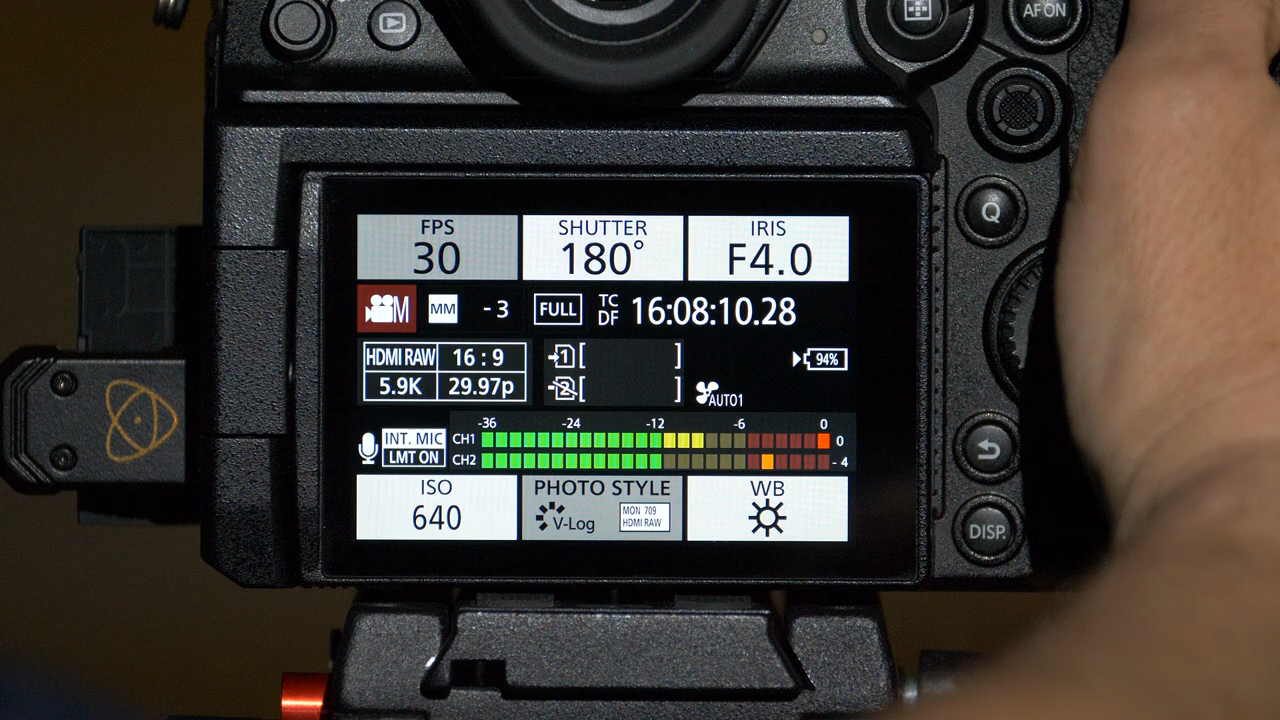 AF ON
Q
FPS SHUTTER IRIS
30 180° F4.0
M MM -3 FULL TC DF 16:08:10.28
HDMI RAW 16:9 1 [ ] 94%
5.9K 29.97p 2 [ ] AUTO1
-36 -24 -12 -6 0
INT. MIC CH1 0
LMT ON CH2 -4
ISO PHOTO STYLE WB
640 V-Log MON 709 HDMI RAW
DISP.